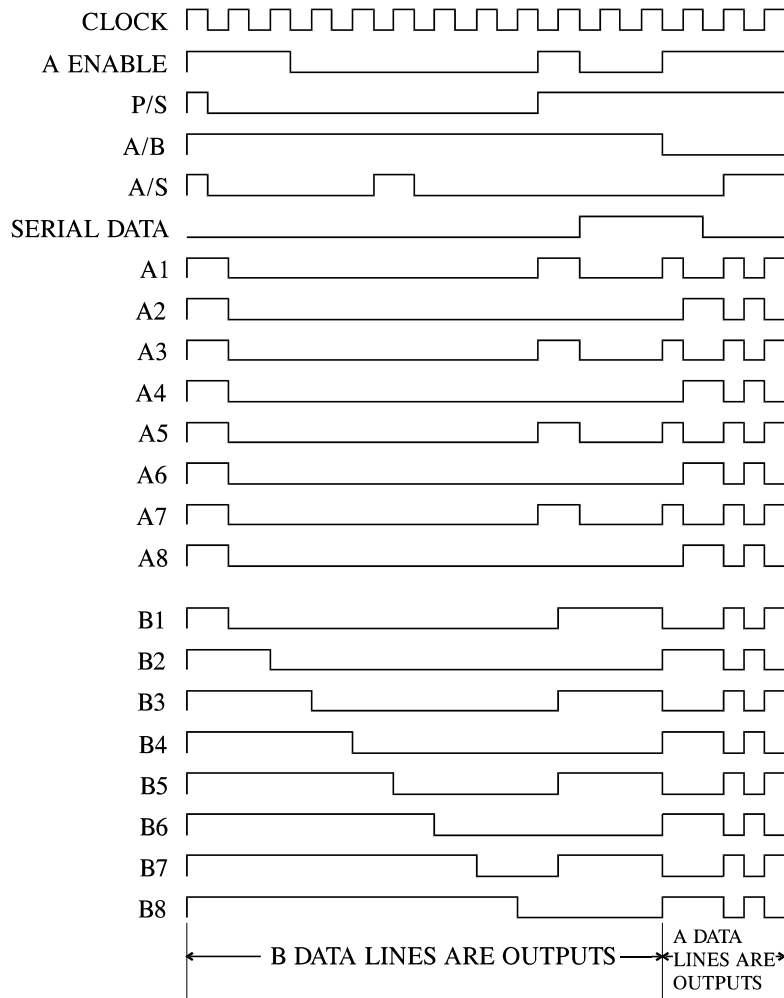 CLOCK
A ENABLE
P/S
A/B
A/S
SERIAL DATA
A1
A2
A3
A4
A5
A6
A7
A8
B1
B2
B3
B4
B5
B6
B7
B8
B DATA LINES ARE OUTPUTS
A DATA
LINES ARE
OUTPUTS